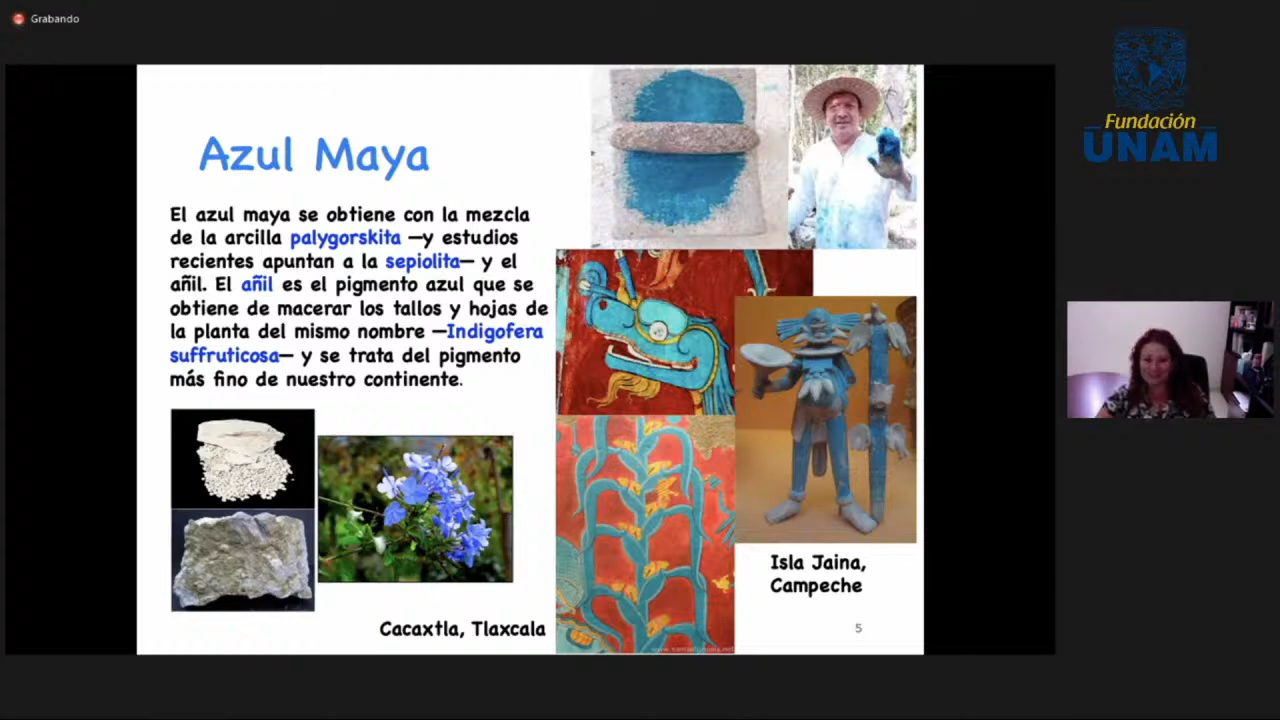 Grabando
Fundación
UNAM
Azul Maya
El azul maya se obtiene con la mezcla
de la arcilla palygorskita —y estudios
recientes apuntan a la sepiolita— y el
añil. El añil es el pigmento azul que se
obtiene de macerar los tallos y hojas de
la planta del mismo nombre —Indigofera
suffruticosa— y se trata del pigmento
más fino de nuestro continente.
Isla Jaina,
Campeche
Cacaxtla, Tlaxcala
5